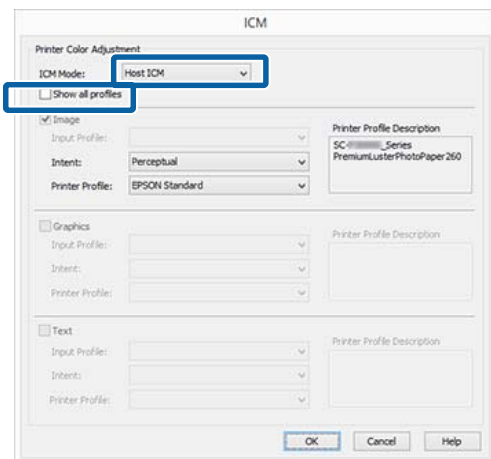 ICM
Printer Color Adjustment
ICM Mode: Host ICM
Show all profiles
Image
Input Profile:
Intent: Perceptual
Printer Profile: EPSON Standard
Printer Profile Description
SC- _Series
PremiumLusterPhotoPaper260
Graphics
Input Profile:
Intent:
Printer Profile:
Printer Profile Description
Text
Input Profile:
Intent:
Printer Profile:
Printer Profile Description
OK Cancel Help